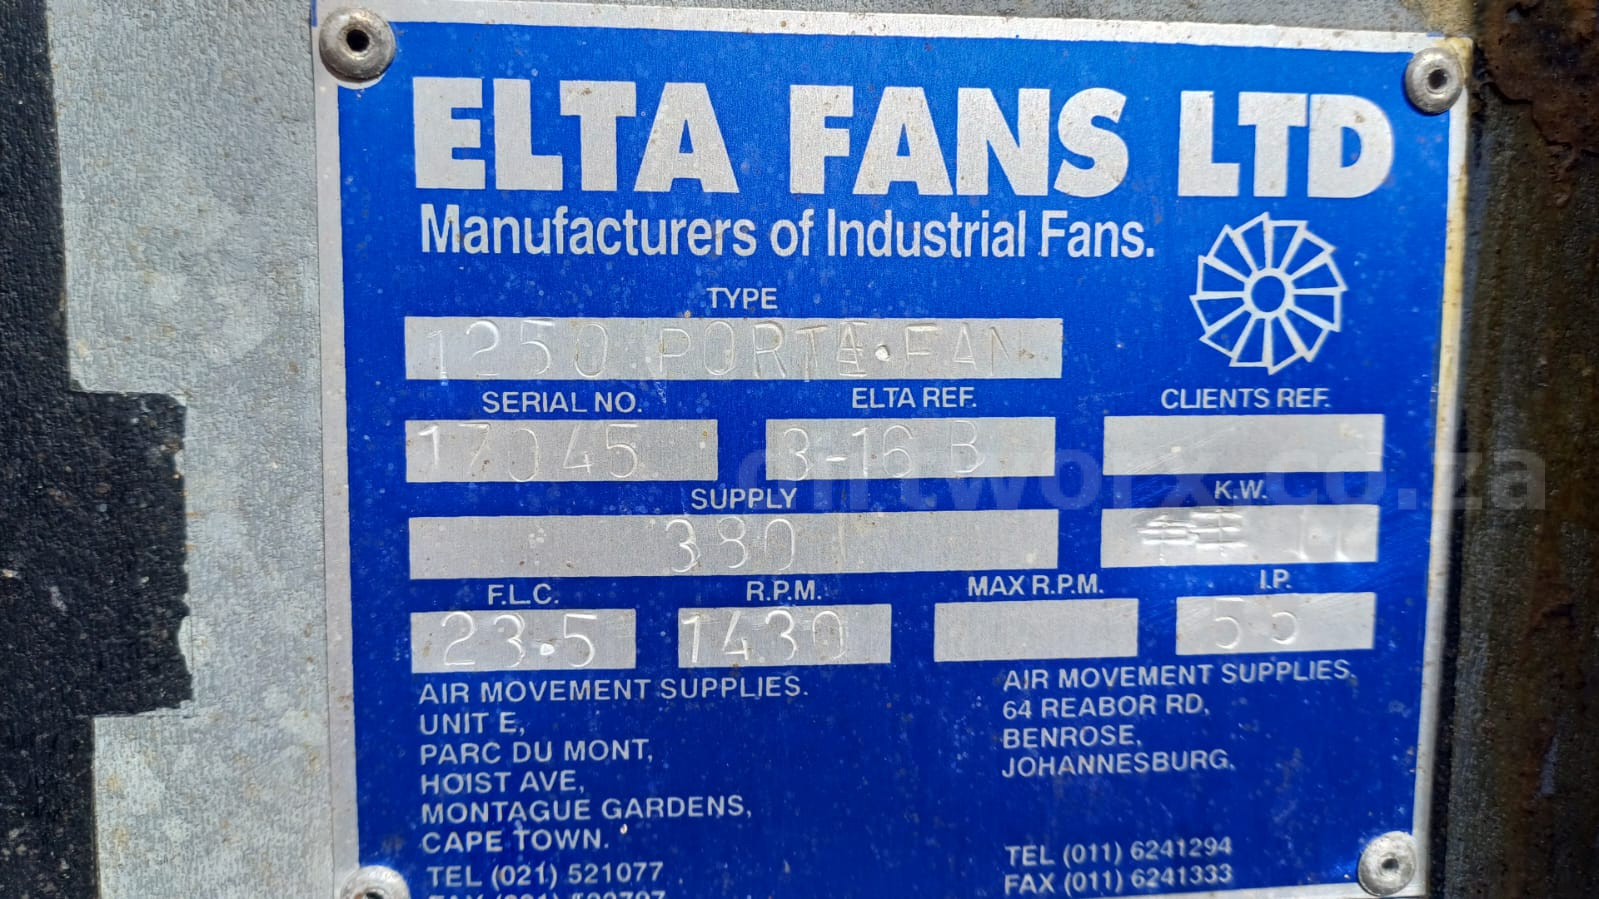 ELTA FANS LTD
Manufacturers of Industrial Fans.
TYPE
1250 PORTA.FAN
SERIAL NO. ELTA REF. CLIENTS REF.
17045 3-16 B
SUPPLY K.W.
380 11
F.L.C. R.P.M. MAX R.P.M. I.P.
23.5 1430 55
AIR MOVEMENT SUPPLIES.
UNIT E,
PARC DU MONT,
HOIST AVE,
MONTAGUE GARDENS,
CAPE TOWN.
TEL (021) 521077
AIR MOVEMENT SUPPLIES,
64 REABOR RD,
BENROSE,
JOHANNESBURG,
TEL (011) 6241294
FAX (011) 6241333